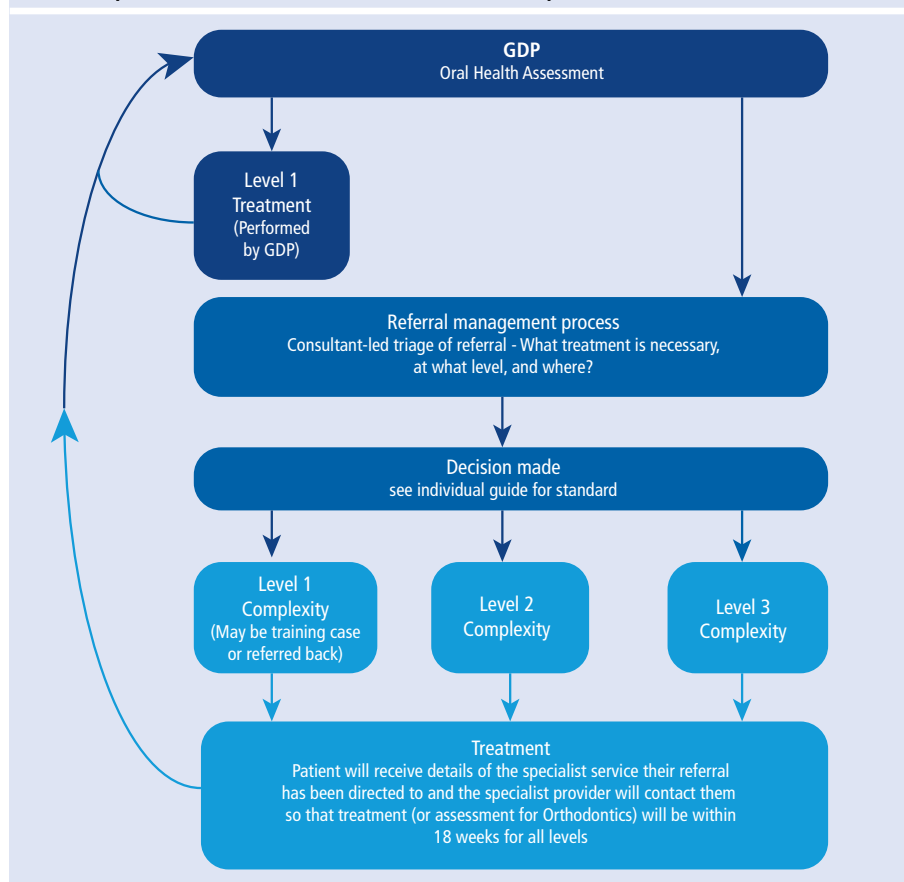 GDP
Oral Health Assessment
Level 1
Treatment
(Performed
by GDP)
Referral management process
Consultant-led triage of referral - What treatment is necessary,
at what level, and where?
Decision made
see individual guide for standard
Level 1
Complexity
(May be training case
or referred back)
Level 2
Complexity
Level 3
Complexity
Treatment
Patient will receive details of the specialist service their referral
has been directed to and the specialist provider will contact them
so that treatment (or assessment for Orthodontics) will be within
18 weeks for all levels